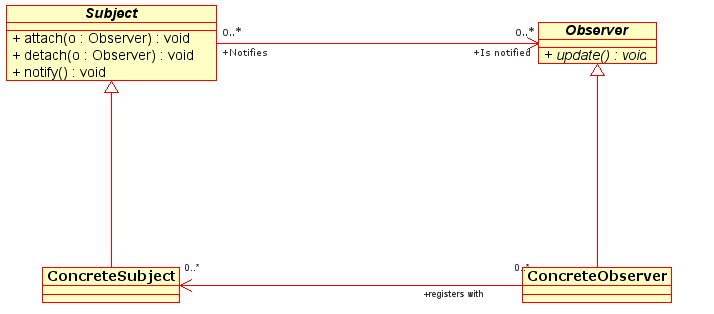 Subject
+ attach(o : Observer) : void
+ detach(o : Observer) : void
+ notify() : void
0..*
+Notifies
0..*
+Is notified
Observer
+ update() : void
ConcreteSubject
0..*
+registers with
0..*
ConcreteObserver